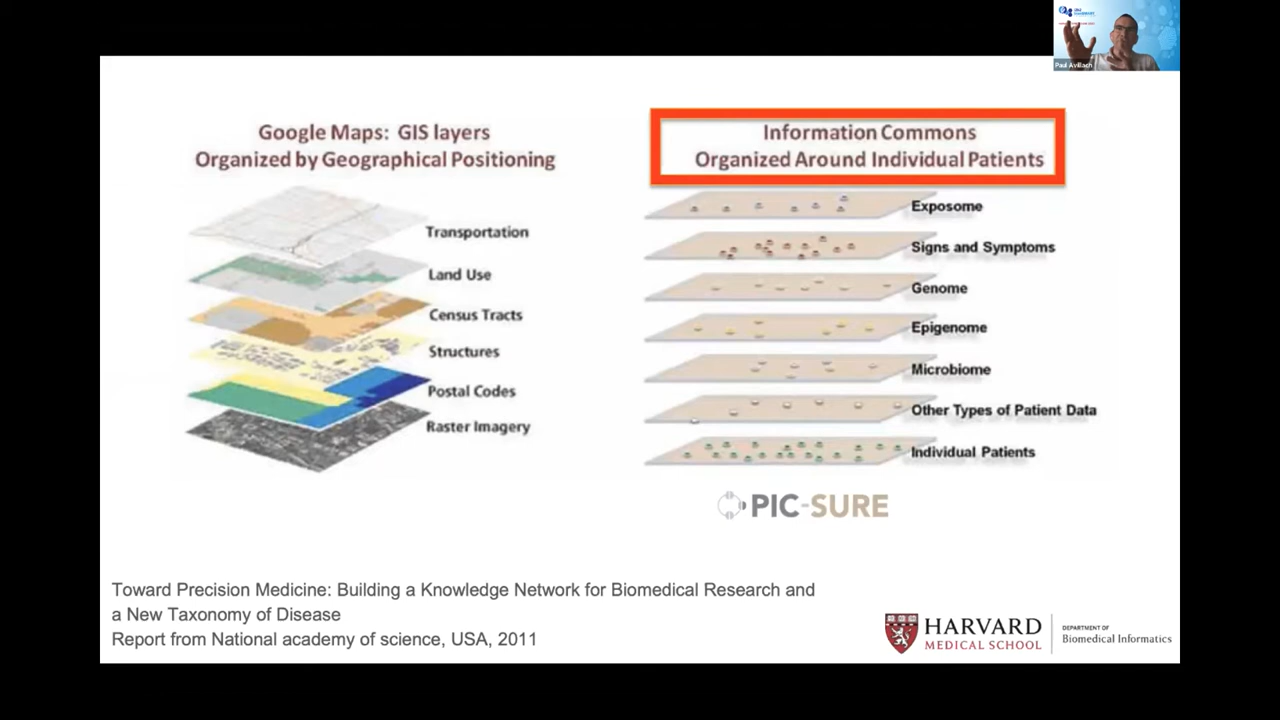 Paul Avillach
Google Maps: GIS layers
Organized by Geographical Positioning
Transportation
Land Use
Census Tracts
Structures
Postal Codes
Raster Imagery
Information Commons
Organized Around Individual Patients
Exposome
Signs and Symptoms
Genome
Epigenome
Microbiome
Other Types of Patient Data
Individual Patients
PIC-SURE
Toward Precision Medicine: Building a Knowledge Network for Biomedical Research and
a New Taxonomy of Disease
Report from National academy of science, USA, 2011
HARVARD
MEDICAL SCHOOL
DEPARTMENT OF
Biomedical Informatics